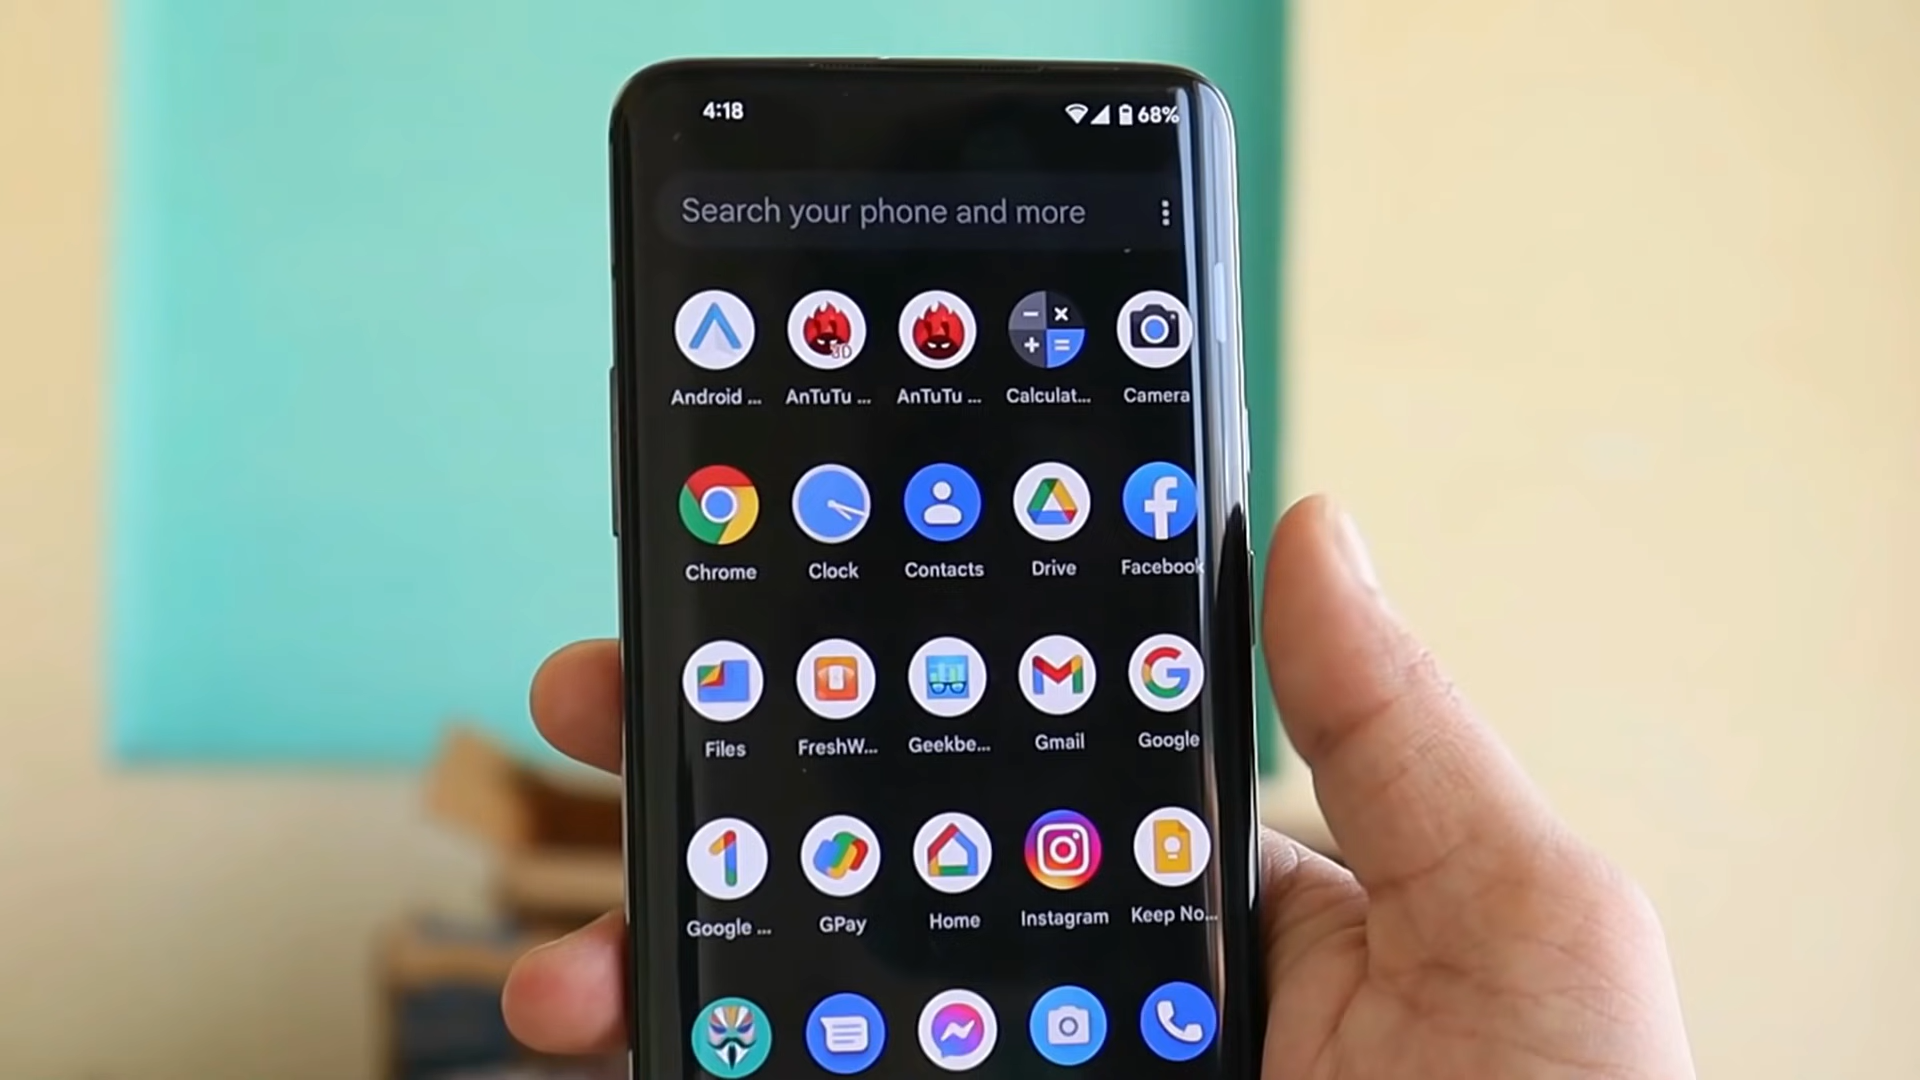 4:18 68%
Search your phone and more
Android ... AnTuTu ... AnTuTu ... Calculat... Camera
Chrome Clock Contacts Drive Facebook
Files FreshW... Geekbe... Gmail Google
Google ... GPay Home Instagram Keep No...